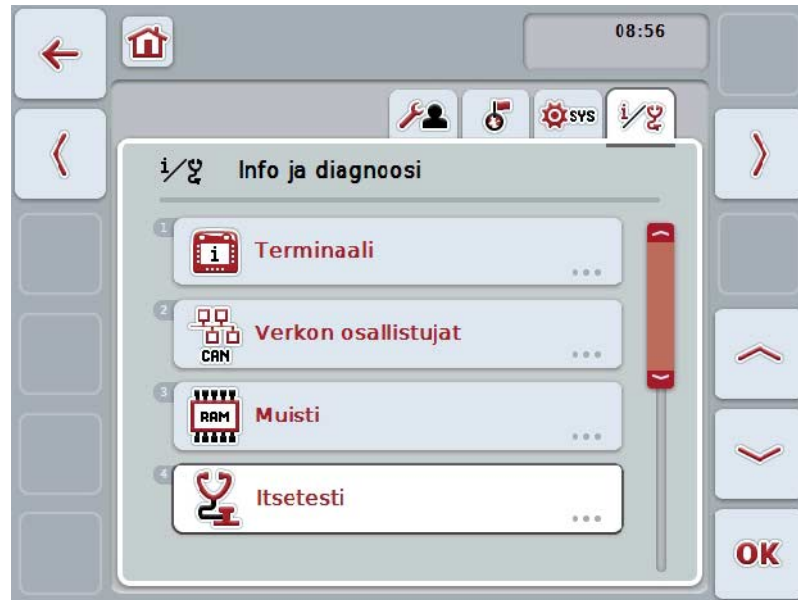 08:56
SYS
i
Info ja diagnoosi
1
i
Terminaali
2
CAN
Verkon osallistujat
3
RAM
Muisti
4
Itsetesti
OK